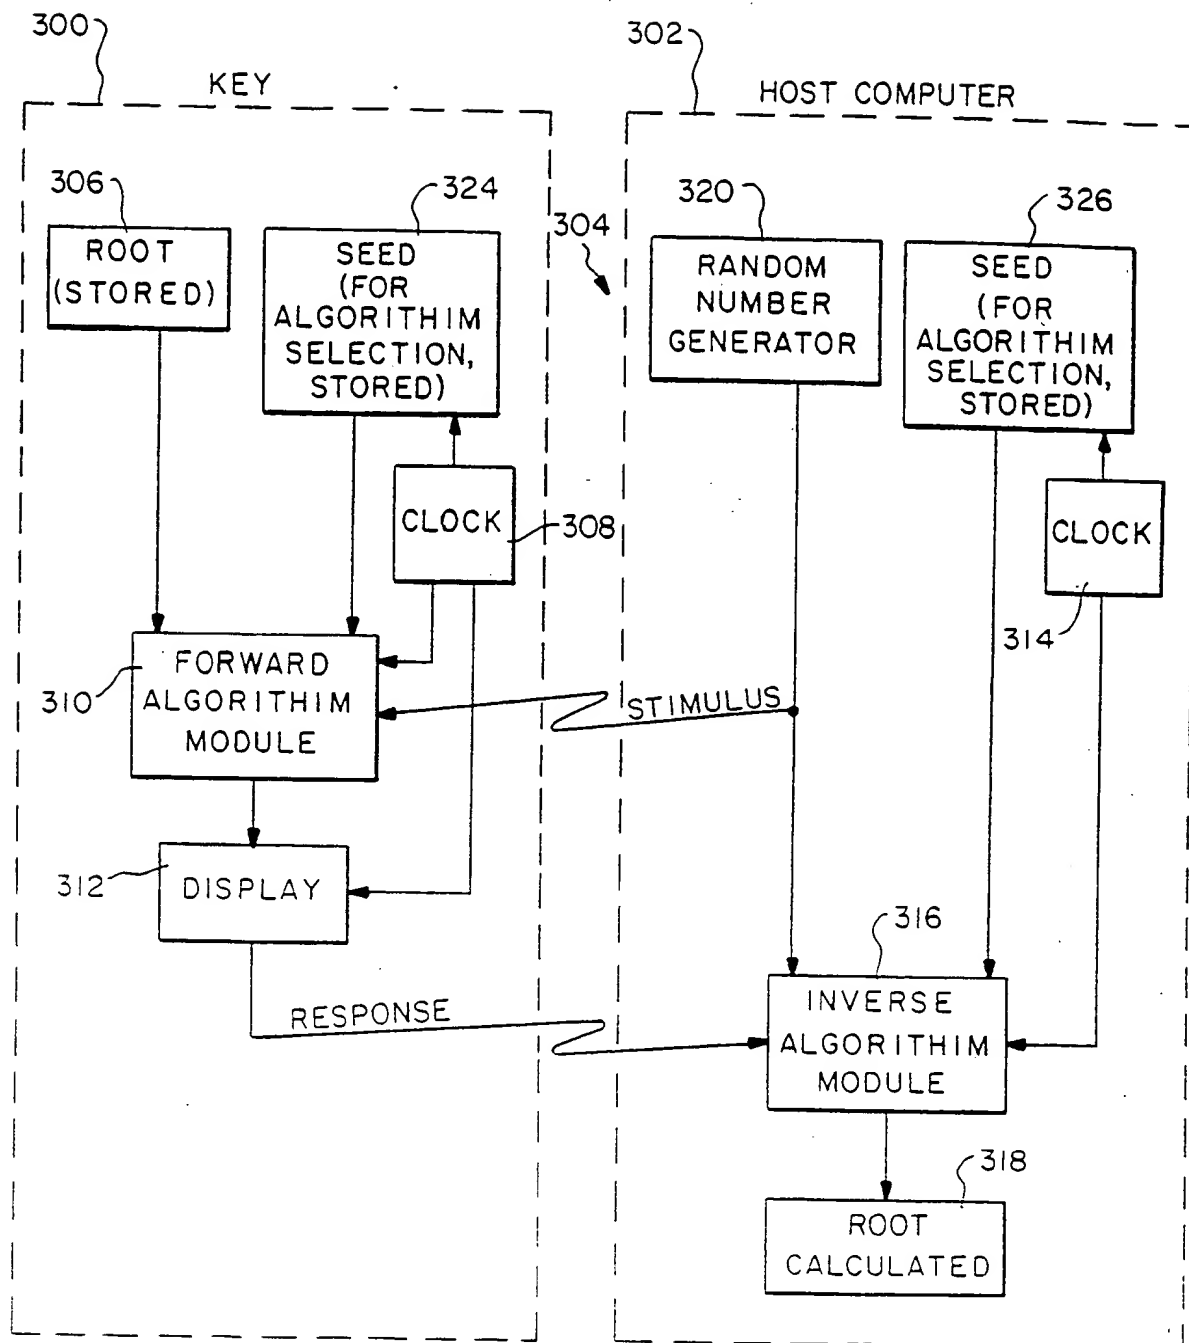 300
KEY
302
HOST COMPUTER
306
ROOT
(STORED)
324
SEED
(FOR
ALGORITHIM
SELECTION,
STORED)
304
320
RANDOM
NUMBER
GENERATOR
326
SEED
(FOR
ALGORITHIM
SELECTION,
STORED)
CLOCK
308
CLOCK
314
310
FORWARD
ALGORITHIM
MODULE
STIMULUS
312
DISPLAY
RESPONSE
316
INVERSE
ALGORITHIM
MODULE
318
ROOT
CALCULATED